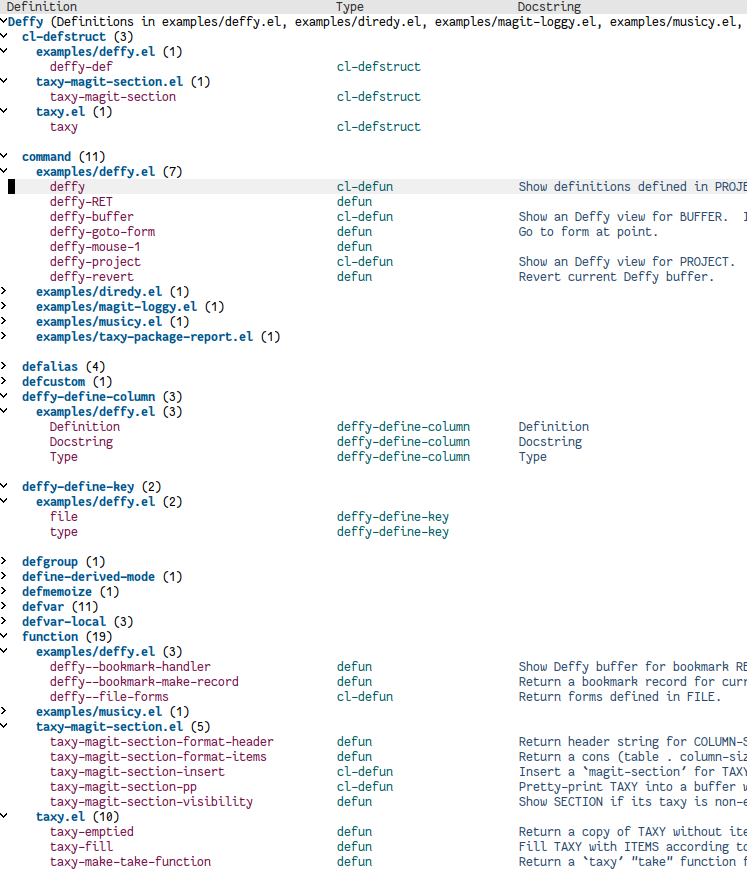 Definition Type Docstring
Deffy (Definitions in examples/deffy.el, examples/diredy.el, examples/magit-loggy.el, examples/musicy.el,
cl-defstruct (3)
examples/deffy.el (1)
deffy-def cl-defstruct
taxy-magit-section.el (1)
taxy-magit-section cl-defstruct
taxy.el (1)
taxy cl-defstruct
command (11)
examples/deffy.el (7)
deffy cl-defun Show definitions defined in PROJE
deffy-RET defun
deffy-buffer cl-defun Show an Deffy view for BUFFER. I
deffy-goto-form defun Go to form at point.
deffy-mouse-1 defun
deffy-project cl-defun Show an Deffy view for PROJECT.
deffy-revert defun Revert current Deffy buffer.
examples/diredy.el (1)
examples/magit-loggy.el (1)
examples/musicy.el (1)
examples/taxy-package-report.el (1)
defalias (4)
defcustom (1)
deffy-define-column (3)
examples/deffy.el (3)
Definition deffy-define-column Definition
Docstring deffy-define-column Docstring
Type deffy-define-column Type
deffy-define-key (2)
examples/deffy.el (2)
file deffy-define-key
type deffy-define-key
defgroup (1)
define-derived-mode (1)
defmemoize (1)
defvar (11)
defvar-local (3)
function (19)
examples/deffy.el (3)
deffy--bookmark-handler defun Show Deffy buffer for bookmark RE
deffy--bookmark-make-record defun Return a bookmark record for curr
deffy--file-forms cl-defun Return forms defined in FILE.
examples/musicy.el (1)
taxy-magit-section.el (5)
taxy-magit-section-format-header defun Return header string for COLUMN-S
taxy-magit-section-format-items defun Return a cons (table . column-siz
taxy-magit-section-insert cl-defun Insert a `magit-section' for TAXY
taxy-magit-section-pp cl-defun Pretty-print TAXY into a buffer w
taxy-magit-section-visibility defun Show SECTION if its taxy is non-e
taxy.el (10)
taxy-emptied defun Return a copy of TAXY without ite
taxy-fill defun Fill TAXY with ITEMS according to
taxy-make-take-function defun Return a `taxy' "take" function f